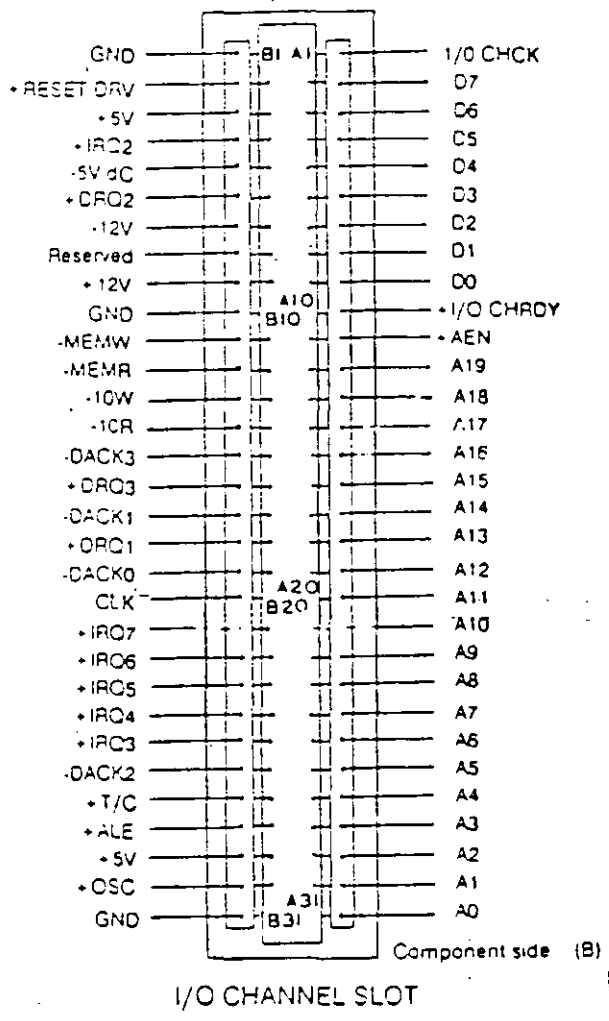 GND B1 A1 I/O CHCK
+ RESET DRV D7
+ 5V D6
+ IRQ2 D5
-5V dC D4
+ DRQ2 D3
-12V D2
Reserved D1
+ 12V D0
GND A10 B10 + I/O CHRDY
-MEMW + AEN
-MEMR A19
-10W A18
-1CR A17
-DACK3 A16
+ DRQ3 A15
-DACK1 A14
+ DRQ1 A13
-DACK0 A12
CLK A20 B20 A11
+ IRQ7 A10
+ IRQ6 A9
+ IRQ5 A8
+ IRQ4 A7
+ IRQ3 A6
-DACK2 A5
+ T/C A4
+ ALE A3
+ 5V A2
+ OSC A1
GND A31 B31 A0
Component side (B)
I/O CHANNEL SLOT